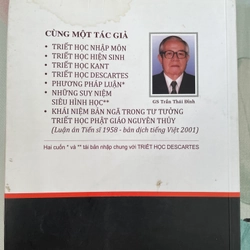 CÙNG MỘT TÁC GIẢ
• TRIẾT HỌC NHẬP MÔN
• TRIẾT HỌC HIỆN SINH
• TRIẾT HỌC KANT
• TRIẾT HỌC DESCARTES
• PHƯƠNG PHÁP LUẬN*
• NHỮNG SUY NIỆM
SIÊU HÌNH HỌC**
• KHÁI NIỆM BẢN NGÃ TRONG TƯ TƯỞNG
TRIẾT HỌC PHẬT GIÁO NGUYÊN THỦY
(Luận án Tiến sĩ 1958 - bản dịch tiếng Việt 2001)
GS Trần Thái Đỉnh
Hai cuốn * và ** tái bản nhập chung với TRIẾT HỌC DESCARTES